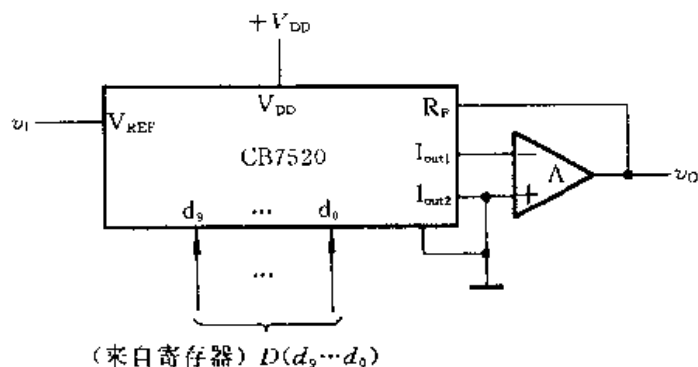 +V_DD
v_I
V_REF
V_DD
R_F
CB7520
I_out1
I_out2
−
+
A
v_O
d_9
...
d_0
...
(来自寄存器) D(d_9…d_0)